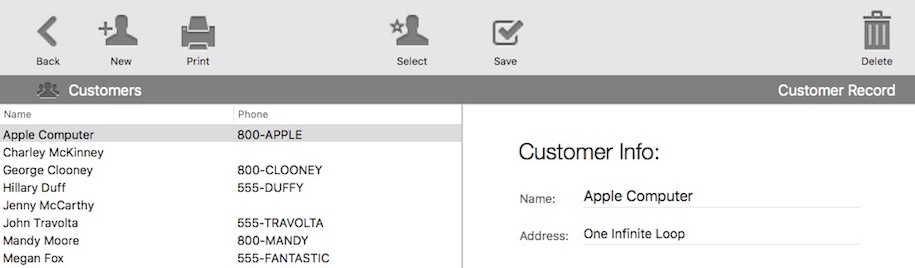 Back New Print Select Save Delete
Customers Customer Record
Name Phone
Apple Computer 800-APPLE
Charley McKinney
George Clooney 800-CLOONEY
Hillary Duff 555-DUFFY
Jenny McCarthy
John Travolta 555-TRAVOLTA
Mandy Moore 800-MANDY
Megan Fox 555-FANTASTIC
Customer Info:
Name: Apple Computer
Address: One Infinite Loop